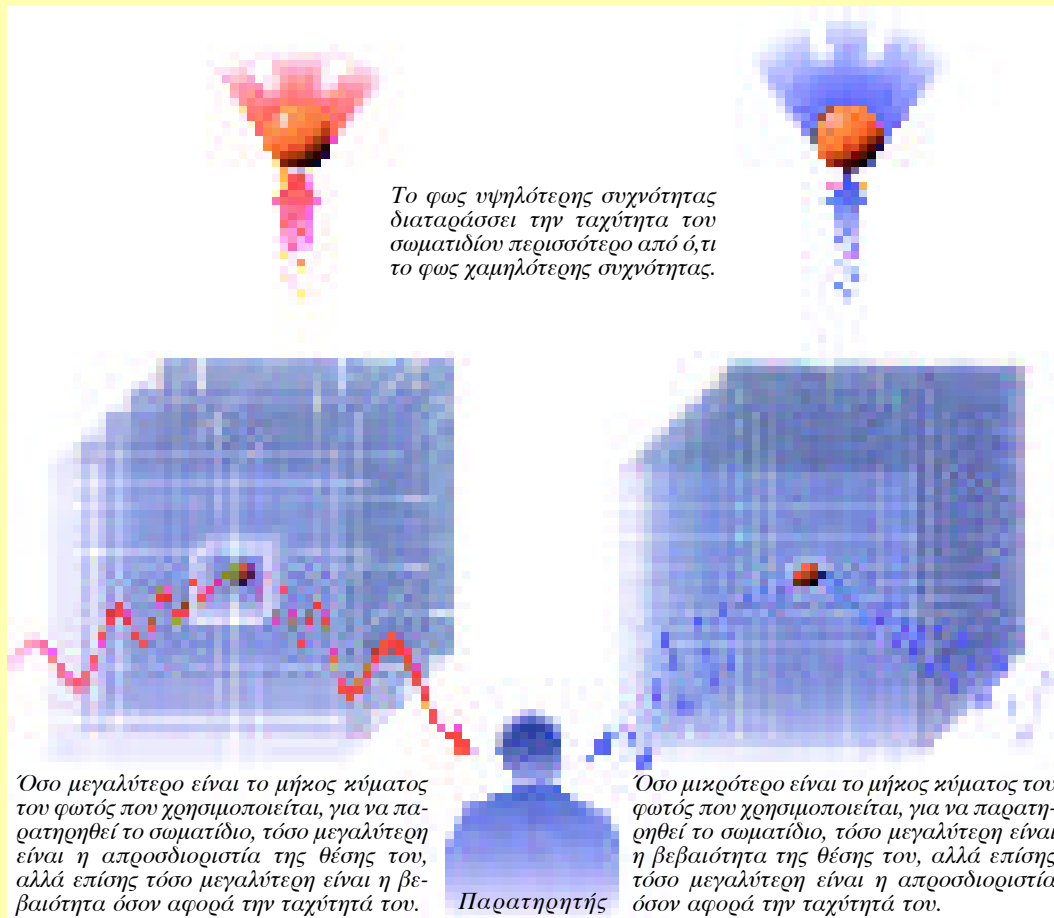 Το φως υψηλότερης συχνότητας
διαταράσσει την ταχύτητα του
σωματιδίου περισσότερο από ό,τι
το φως χαμηλότερης συχνότητας.
Όσο μεγαλύτερο είναι το μήκος κύματος
του φωτός που χρησιμοποιείται, για να πα-
ρατηρηθεί το σωματίδιο, τόσο μεγαλύτερη
είναι η απροσδιοριστία της θέσης του,
αλλά επίσης τόσο μεγαλύτερη είναι η βε-
βαιότητα όσον αφορά την ταχύτητά του.
Παρατηρητής
Όσο μικρότερο είναι το μήκος κύματος του
φωτός που χρησιμοποιείται, για να παρατη-
ρηθεί το σωματίδιο, τόσο μεγαλύτερη είναι
η βεβαιότητα της θέσης του, αλλά επίσης
τόσο μεγαλύτερη είναι η απροσδιοριστία
όσον αφορά την ταχύτητά του.